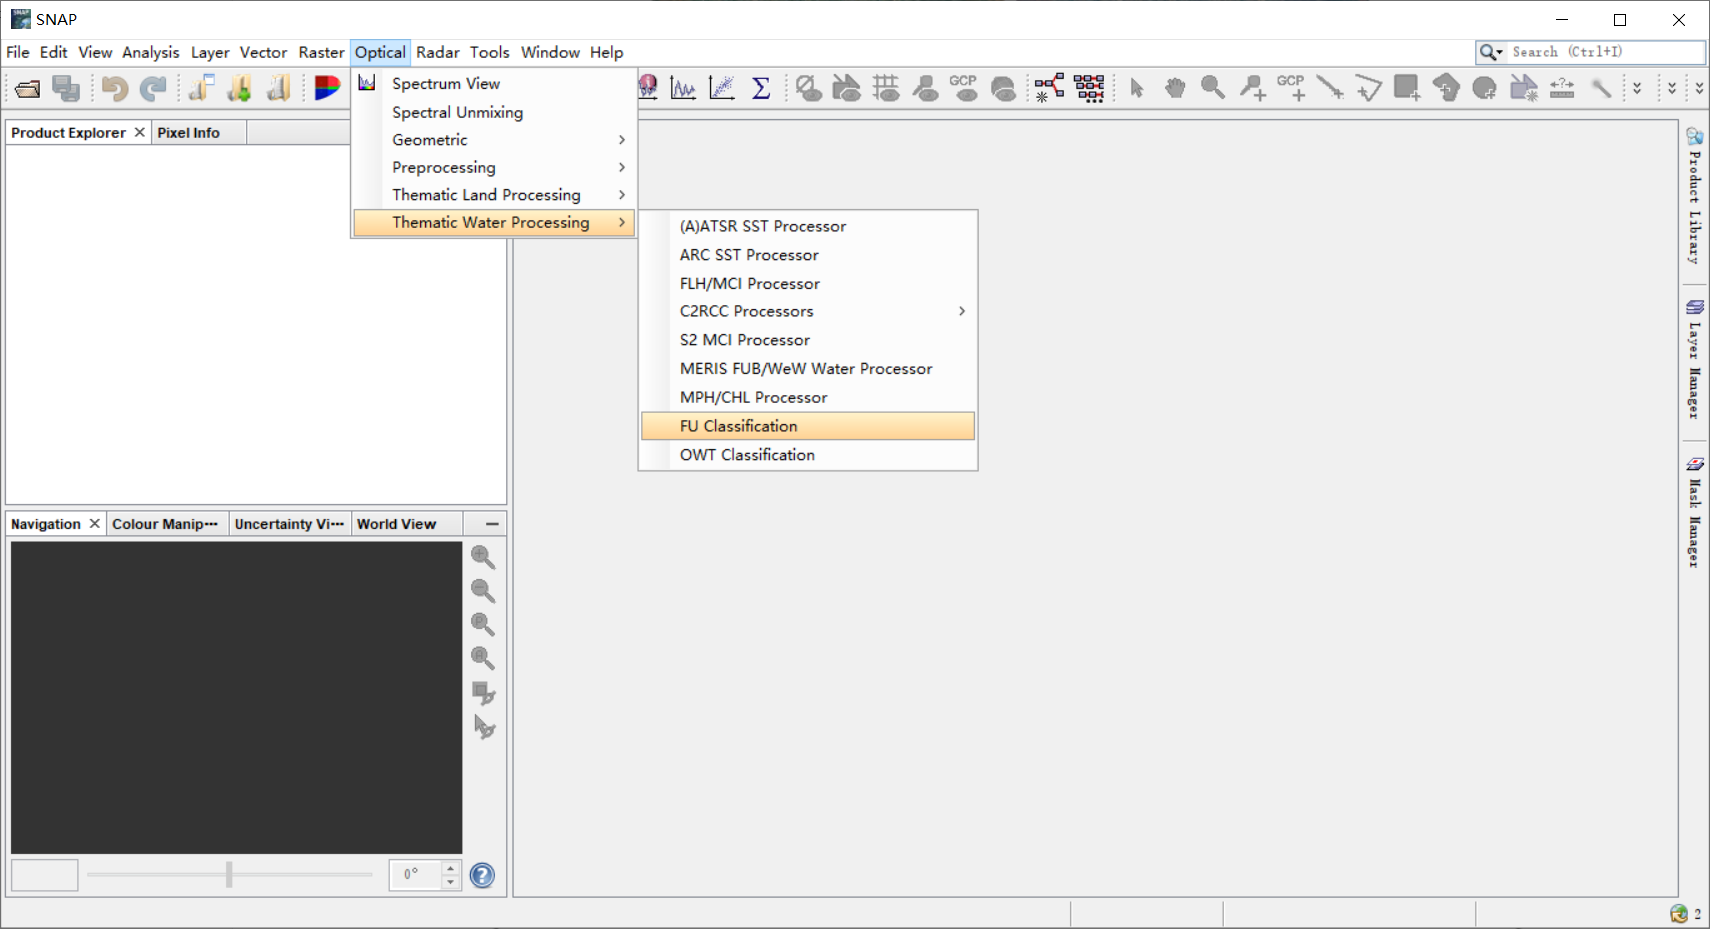 SNAP
File Edit View Analysis Layer Vector Raster Optical Radar Tools Window Help
Search (Ctrl+I)
GCP
GCP
Spectrum View
Spectral Unmixing
Geometric
Preprocessing
Thematic Land Processing
Thematic Water Processing
(A)ATSR SST Processor
ARC SST Processor
FLH/MCI Processor
C2RCC Processors
S2 MCI Processor
MERIS FUB/WeW Water Processor
MPH/CHL Processor
FU Classification
OWT Classification
Product Explorer Pixel Info
Navigation Colour Manip··· Uncertainty Vi··· World View
0°
Product Library
Layer Manager
Mask Manager
2